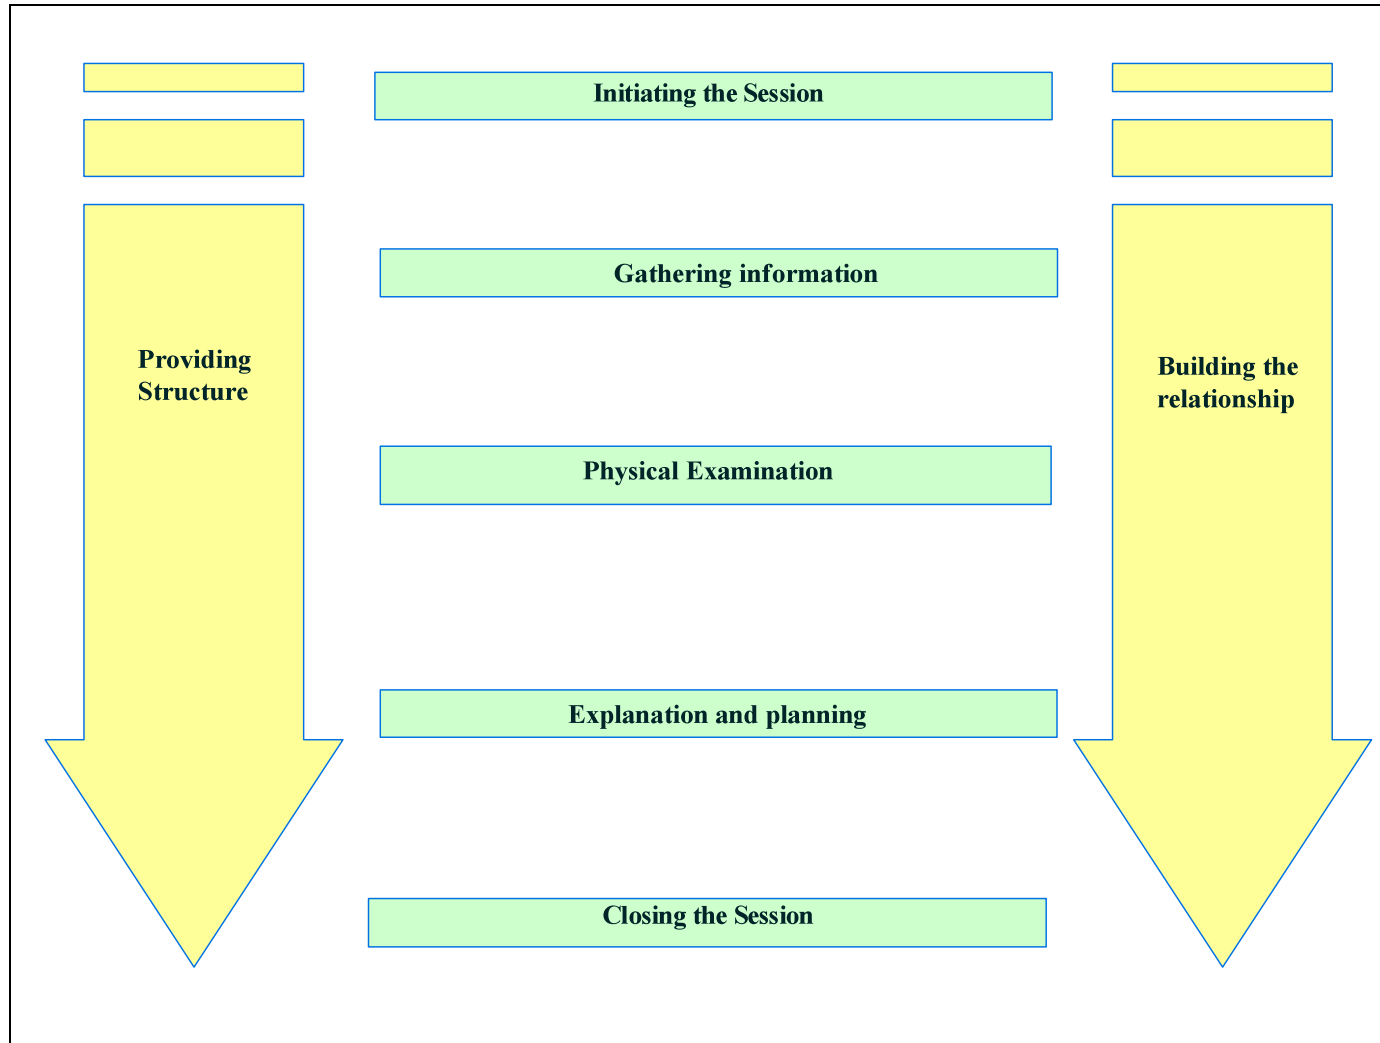 Initiating the Session
Gathering information
Providing
Structure
Building the
relationship
Physical Examination
Explanation and planning
Closing the Session